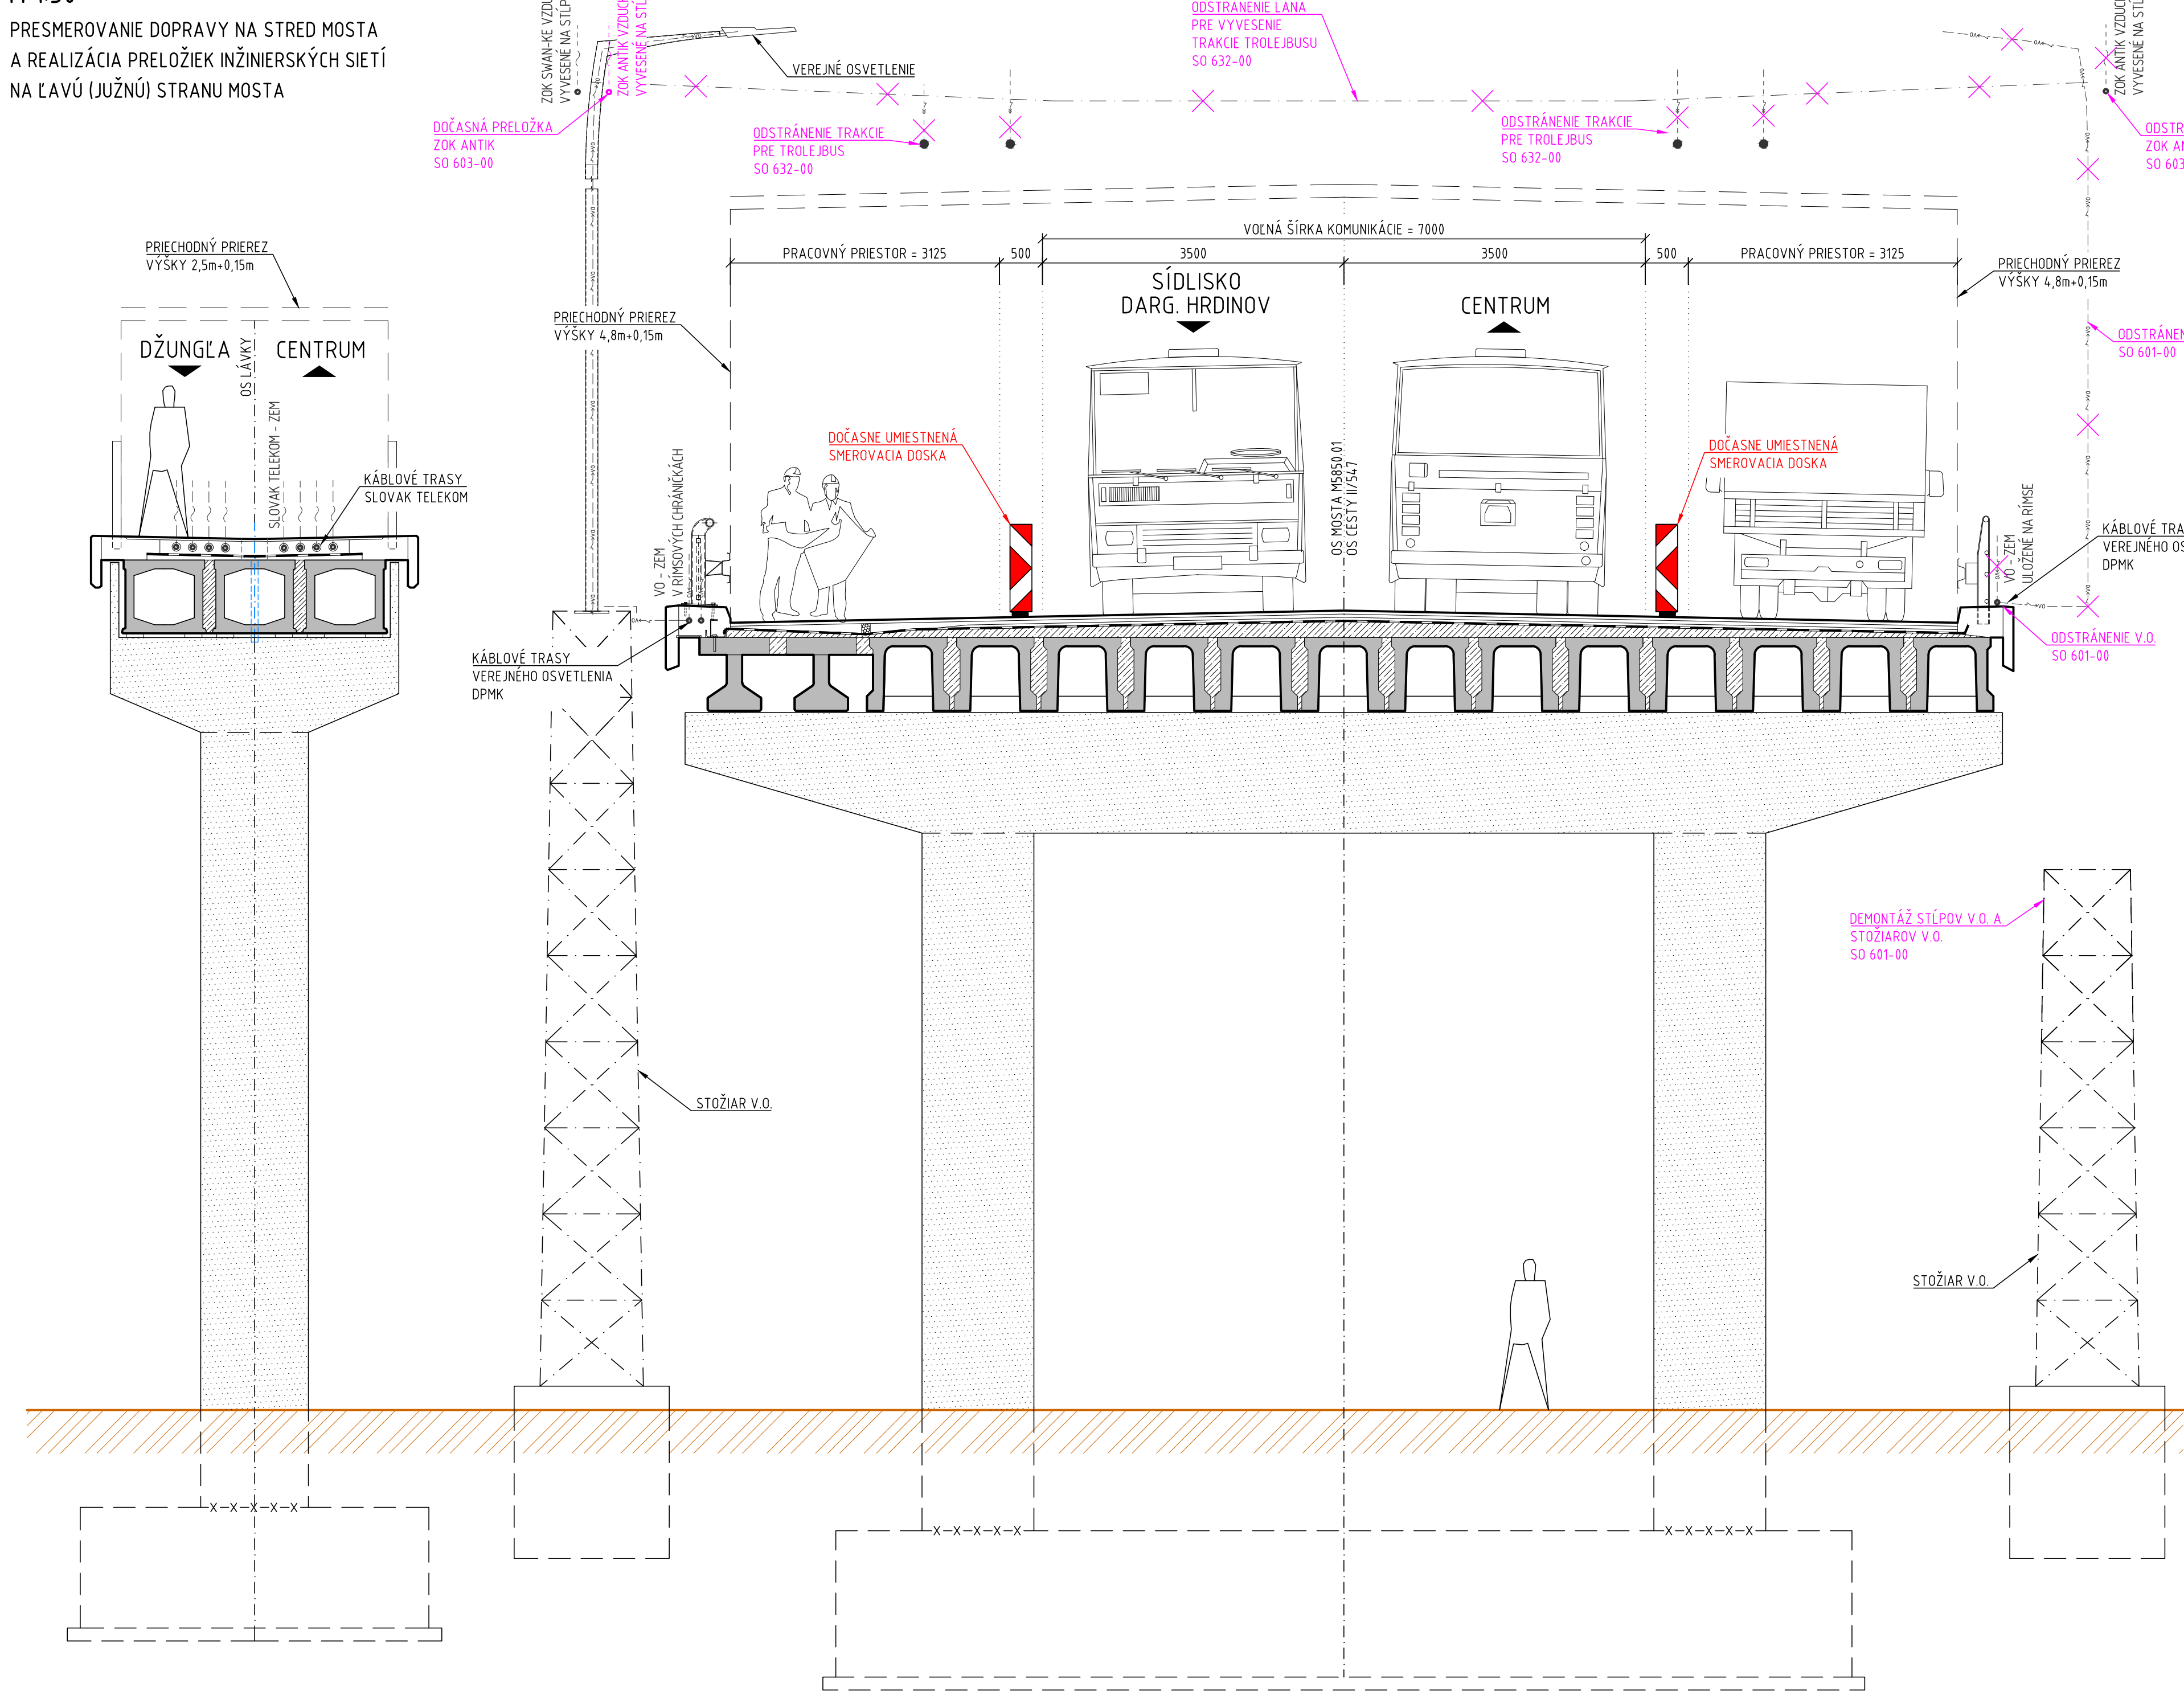 PRESMEROVANIE DOPRAVY NA STRED MOSTA
A REALIZÁCIA PRELOŽIEK INŽINIERSKÝCH SIETÍ
NA ĽAVÚ (JUŽNÚ) STRANU MOSTA
ZOK SWAN-KE
VYVESENÉ NA
ZOK ANTIK
VYVESENÉ NA
VEREJNÉ OSVETLENIE
DOČASNÁ PRELOŽKA
ZOK ANTIK
SO 603-00
ODSTRÁNENIE TRAKCIE
PRE TROLEJBUS
SO 632-00
ODSTRÁNENIE LANA
PRE VYVESENIE
TRAKCIE TROLEJBUSU
SO 632-00
ODSTRÁNENIE TRAKCIE
PRE TROLEJBUS
SO 632-00
ZOK ANTIK
VYVESENÉ NA
ZOK
VOĽNÁ ŠÍRKA KOMUNIKÁCIE = 7000
PRACOVNÝ PRIESTOR = 3125
500
3500
3500
500
PRACOVNÝ PRIESTOR = 3125
PRIECHODNÝ PRIEREZ
VÝŠKY 2,5m+0,15m
PRIECHODNÝ PRIEREZ
VÝŠKY 4,8m+0,15m
PRIECHODNÝ PRIEREZ
VÝŠKY 4,8m+0,15m
SÍDLISKO
DARG. HRDINOV
CENTRUM
DŽUNGĽA
CENTRUM
OS LÁVKY
SLOVAK TELEKOM - ZEM
KÁBLOVÉ TRASY
SLOVAK TELEKOM
SO 601-00
DOČASNE UMIESTNENÁ
SMEROVACIA DOSKA
DOČASNE UMIESTNENÁ
SMEROVACIA DOSKA
OS MOSTA M5850.01
OS CESTY II/547
VO - ZEM
V RÍMSOVÝCH CHRÁNIČKÁCH
VO - ZEM
ULOŽENÉ NA RÍMSE
KÁBLOVÉ
VEREJNÉHO
DPMK
KÁBLOVÉ TRASY
VEREJNÉHO OSVETLENIA
DPMK
ODSTRÁNENIE V.O.
SO 601-00
DEMONTÁŽ STĹPOV V.O. A
STOŽIAROV V.O.
SO 601-00
STOŽIAR V.O.
STOŽIAR V.O.